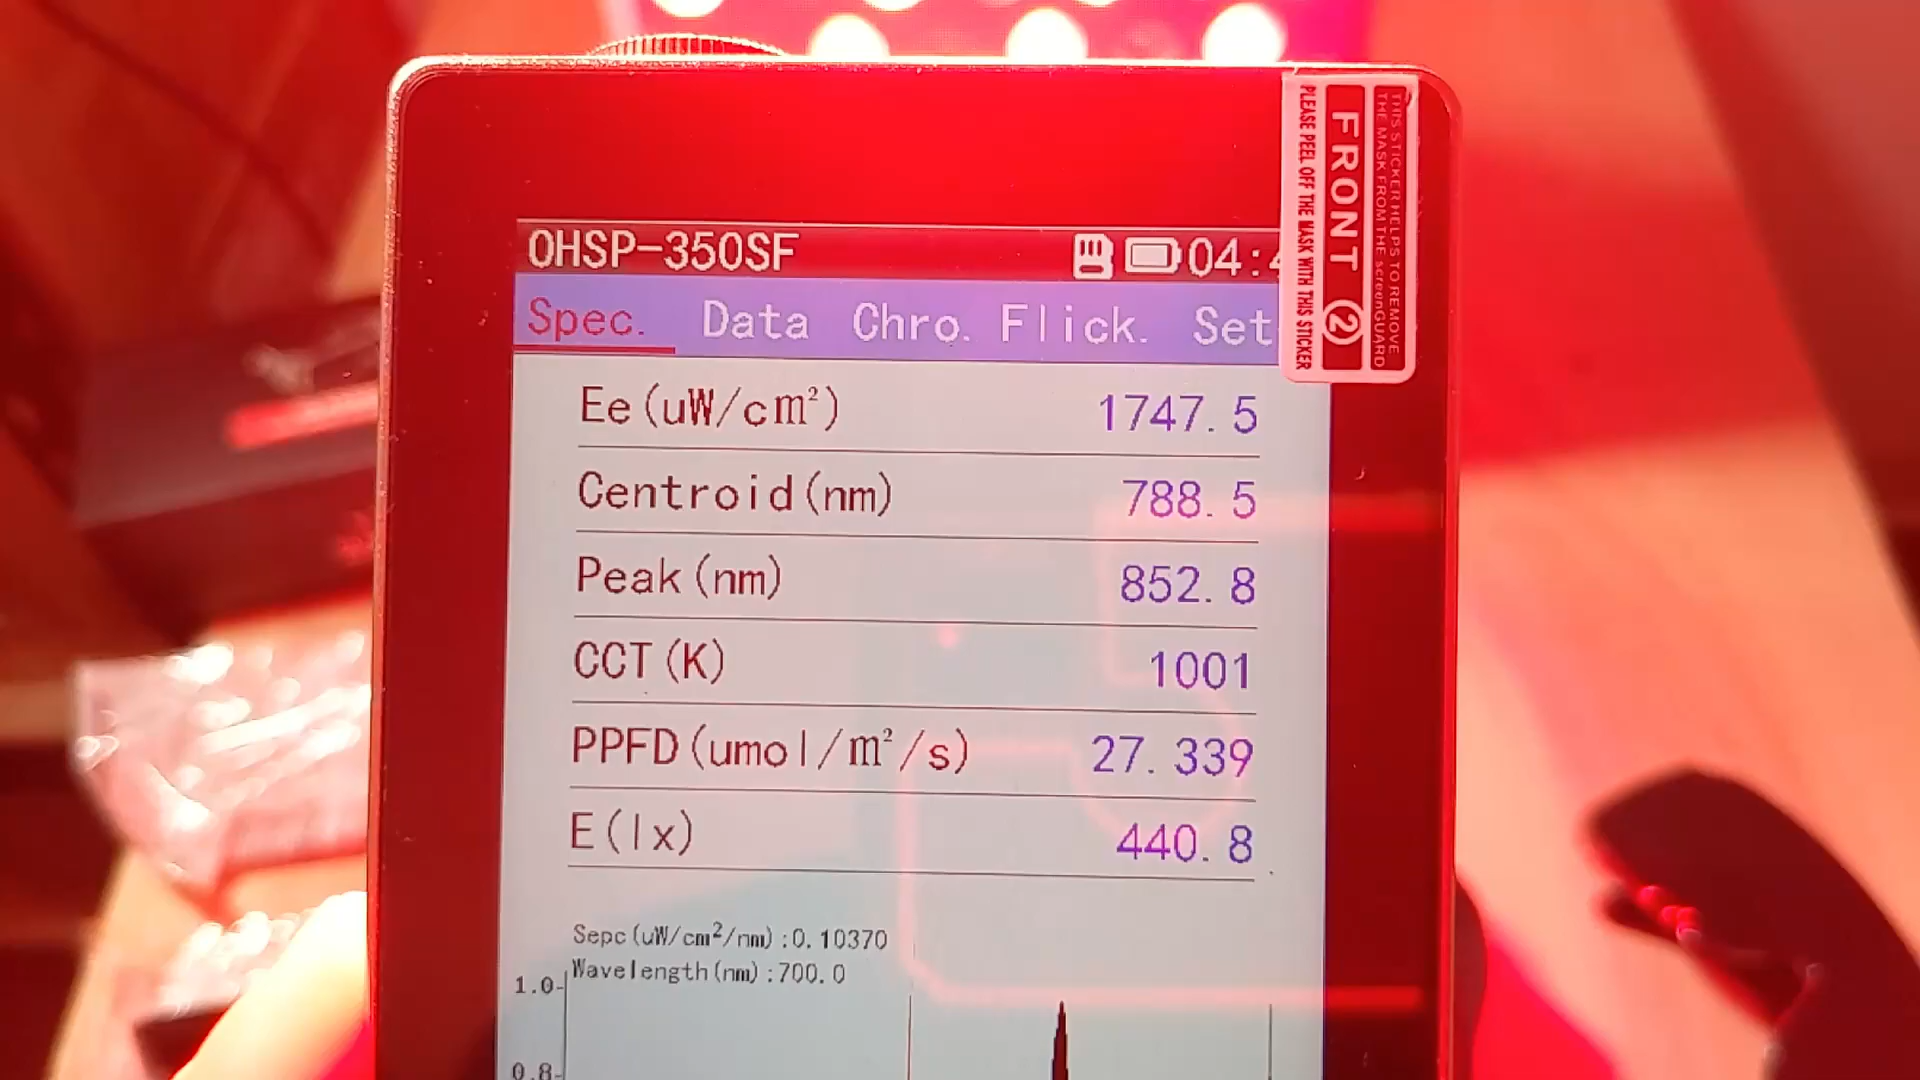 OHSP-350SF 04:4
Spec. Data Chro. Flick. Set
Ee(uW/cm²) 1747.5
Centroid(nm) 788.5
Peak(nm) 852.8
CCT(K) 1001
PPFD(umol/m²/s) 27.339
E(lx) 440.8
Sepc(uW/cm2/nm):0.10370
Wavelength(nm):700.0
1.0
0.8
THIS STICKER HELPS TO REMOVE
THE MASK FROM THE screenGUARD
FRONT ②
PLEASE PEEL OFF THE MASK WITH THIS STICKER